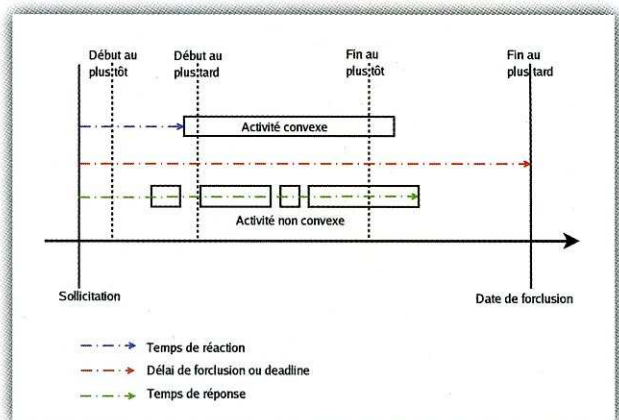 Début au
plus tôt
Début au
plus tard
Fin au
plus tôt
Fin au
plus tard
Activité convexe
Activité non convexe
Sollicitation
Date de forclusion
Temps de réaction
Délai de forclusion ou deadline
Temps de réponse